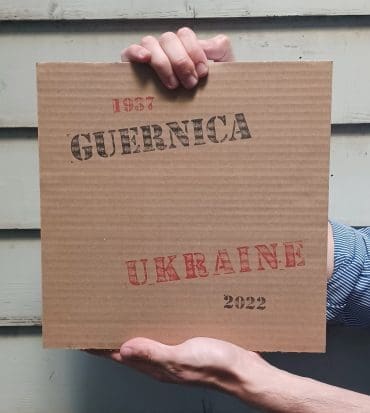 1937
GUERNICA
UKRAINE
2022